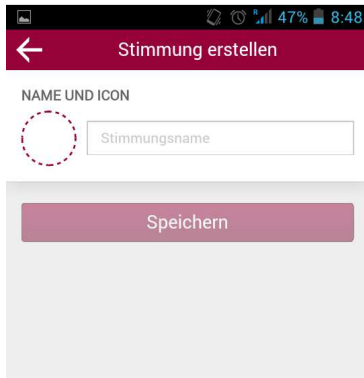 R 47% 8:48
Stimmung erstellen
NAME UND ICON
Stimmungsname
Speichern